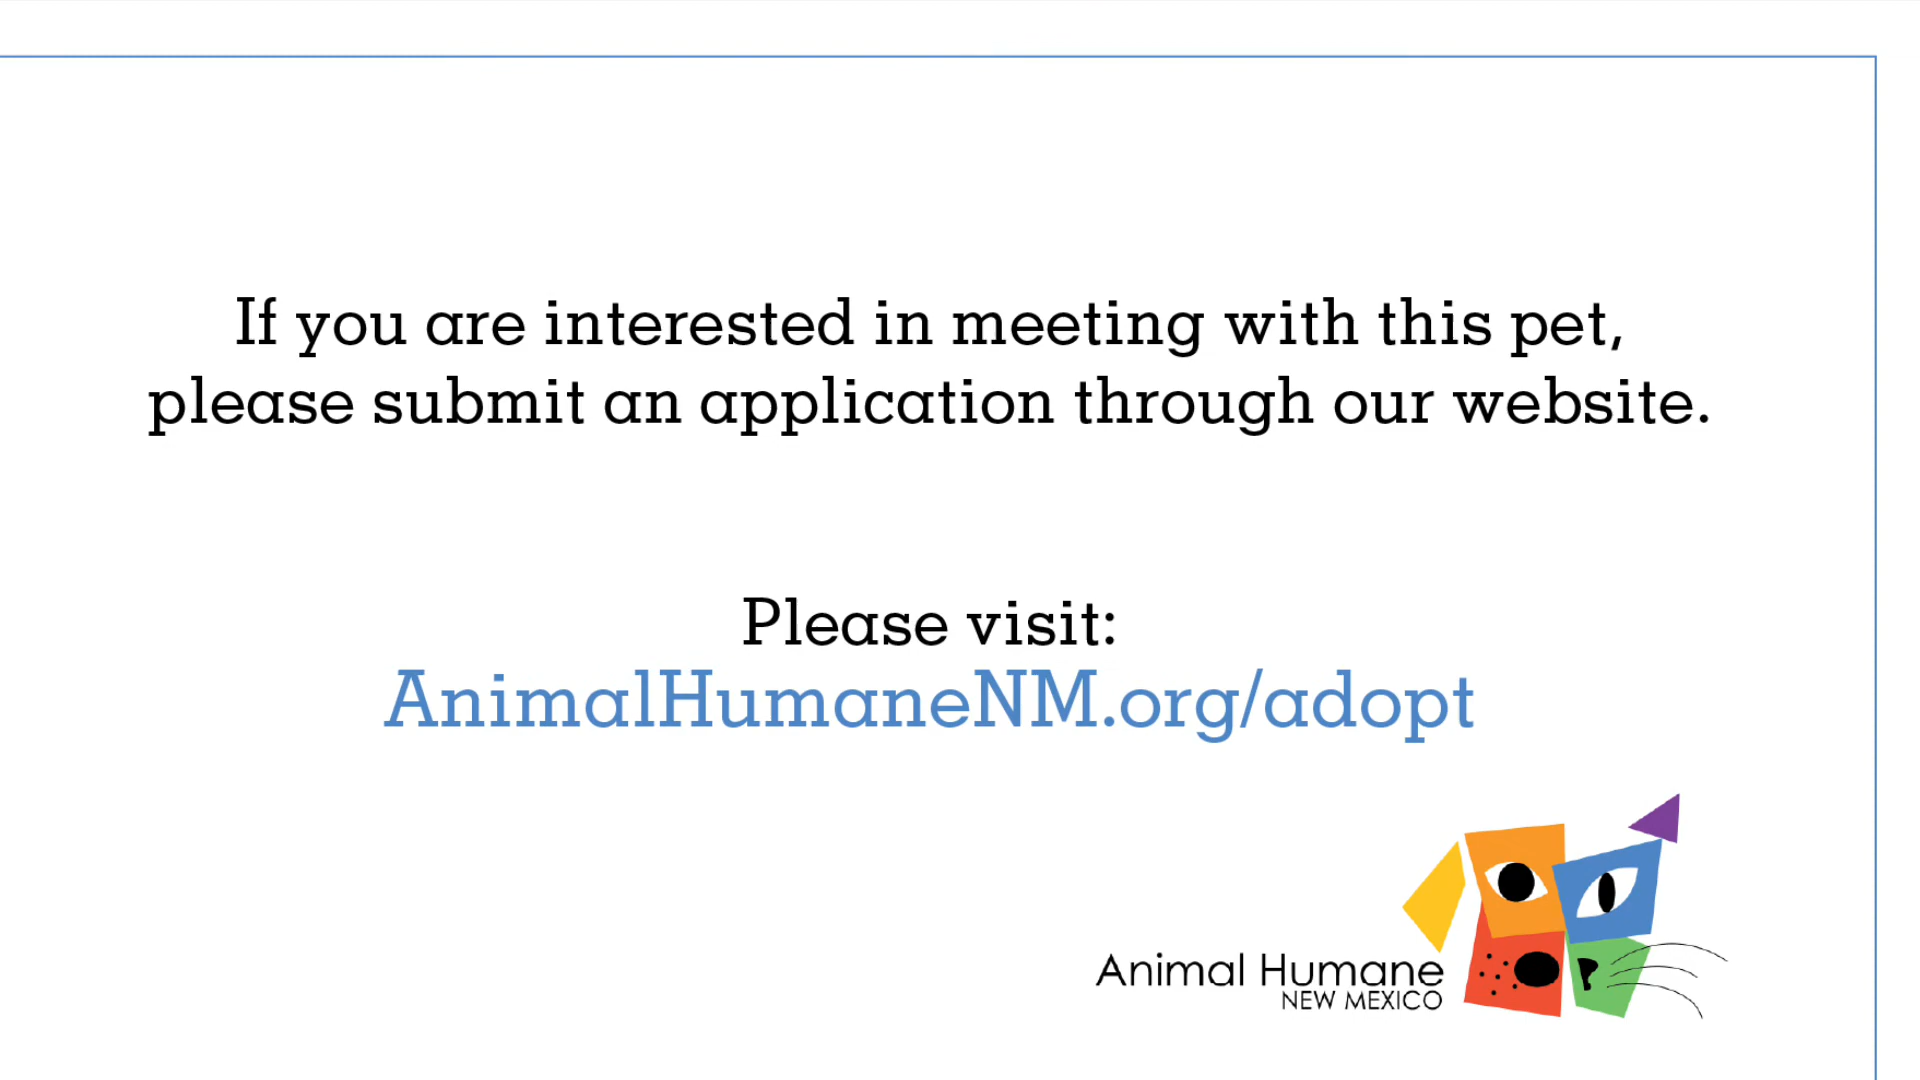 If you are interested in meeting with this pet,
please submit an application through our website.
Please visit:
AnimalHumaneNM.org/adopt
Animal Humane
NEW MEXICO